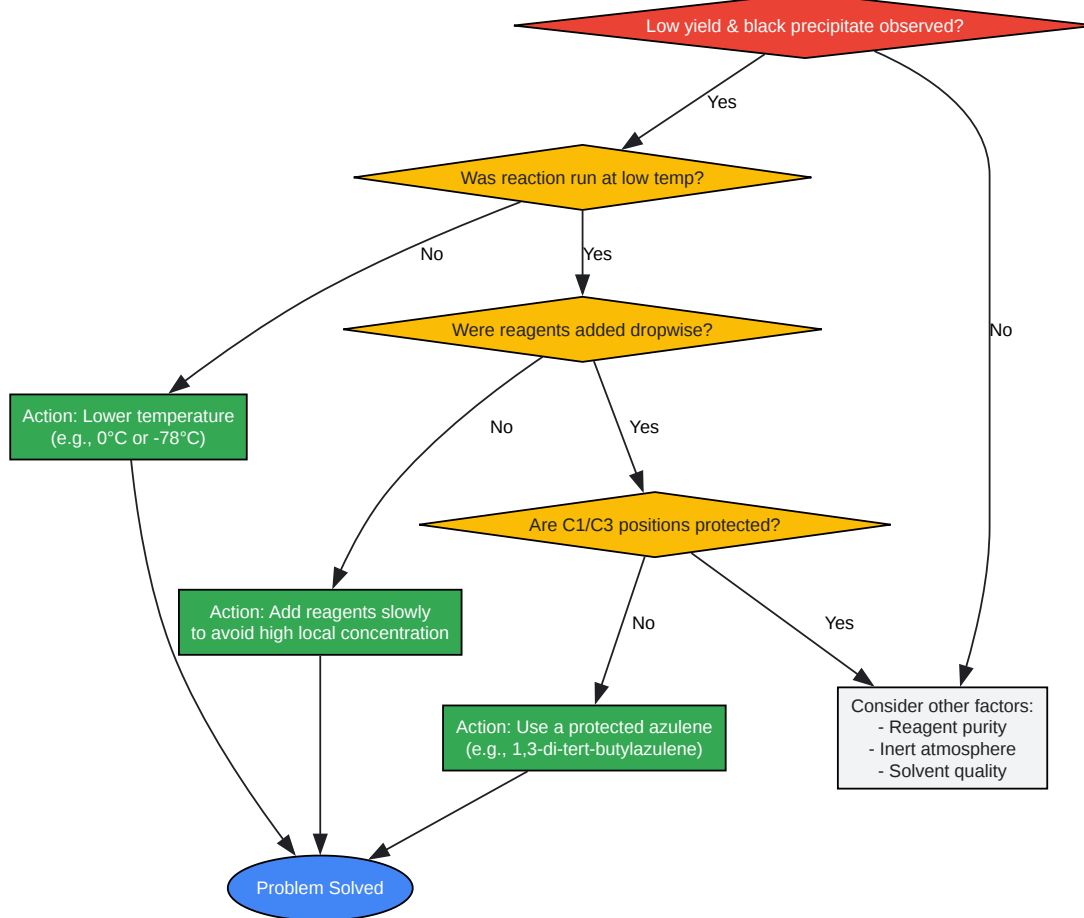 Low yield & black precipitate observed?
Yes
Was reaction run at low temp?
No
Yes
Were reagents added dropwise?
No
Action: Lower temperature
(e.g., 0°C or -78°C)
No
Yes
Are C1/C3 positions protected?
Action: Add reagents slowly
to avoid high local concentration
No
Yes
Action: Use a protected azulene
(e.g., 1,3-di-tert-butylazulene)
Consider other factors:
- Reagent purity
- Inert atmosphere
- Solvent quality
Problem Solved